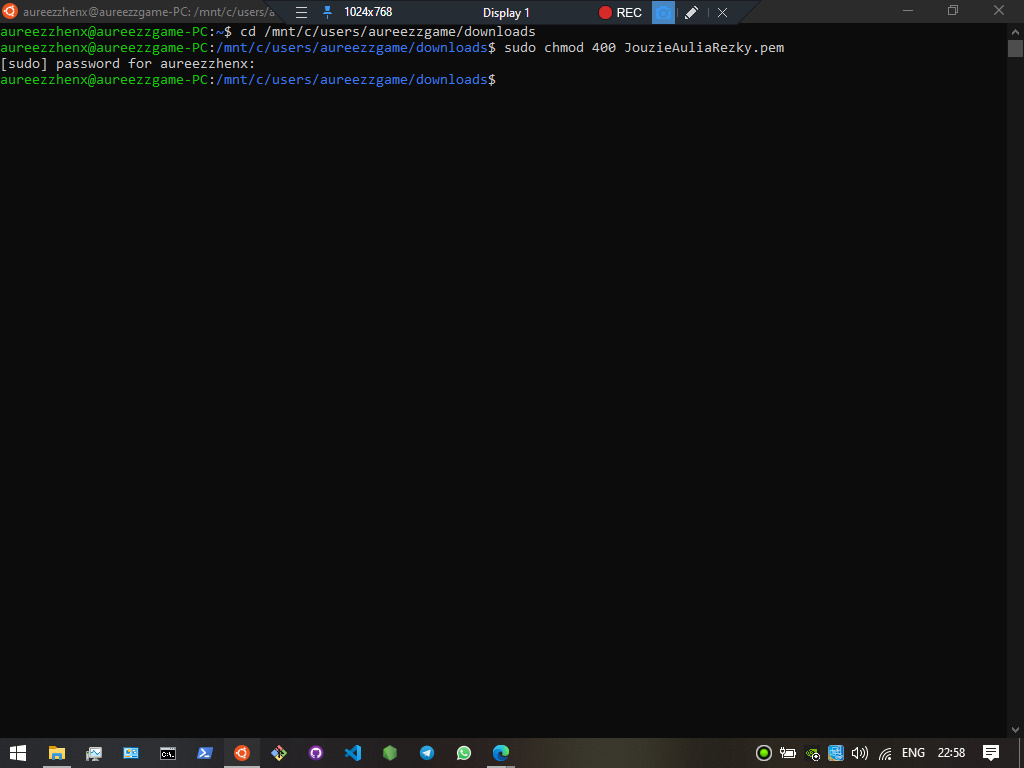 aureezzhenx@aureezzgame-PC: /mnt/c/users/a
1024x768
Display 1
REC
aureezzhenx@aureezzgame-PC:~$ cd /mnt/c/users/aureezzgame/downloads
aureezzhenx@aureezzgame-PC:/mnt/c/users/aureezzgame/downloads$ sudo chmod 400 JouzieAuliaRezky.pem
[sudo] password for aureezzhenx:
aureezzhenx@aureezzgame-PC:/mnt/c/users/aureezzgame/downloads$
ENG
22:58